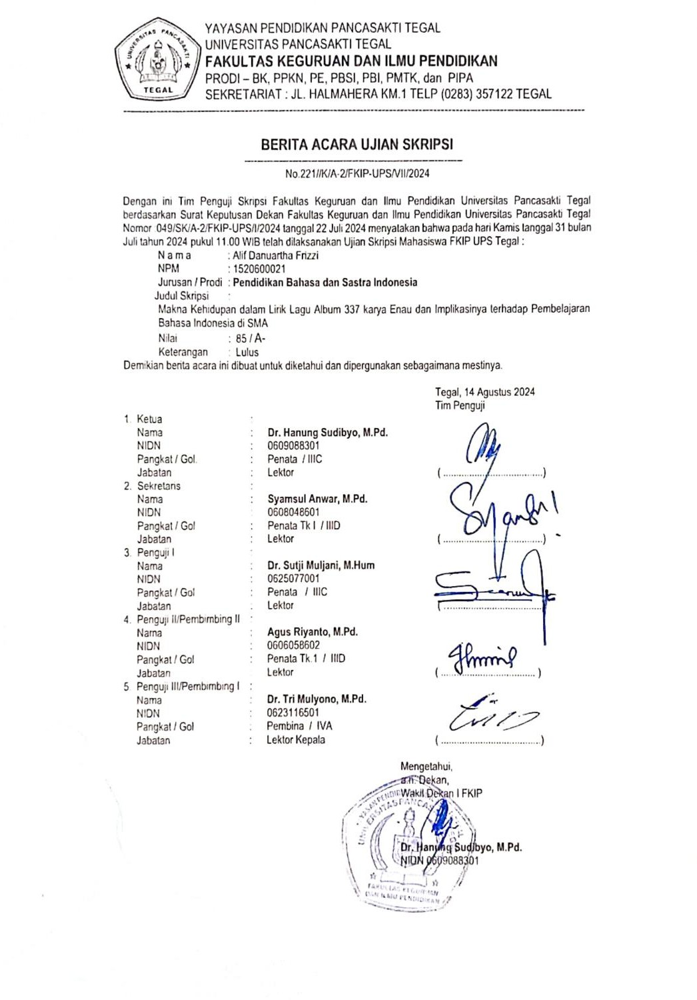 UNIVERSITAS PANCASAKTI
TEGAL
YAYASAN PENDIDIKAN PANCASAKTI TEGAL
UNIVERSITAS PANCASAKTI TEGAL
FAKULTAS KEGURUAN DAN ILMU PENDIDIKAN
PRODI – BK, PPKN, PE, PBSI, PBI, PMTK, dan PIPA
SEKRETARIAT : JL. HALMAHERA KM.1 TELP (0283) 357122 TEGAL
BERITA ACARA UJIAN SKRIPSI
No.221//K/A-2/FKIP-UPS/VII/2024
Dengan ini Tim Penguji Skripsi Fakultas Keguruan dan Ilmu Pendidikan Universitas Pancasakti Tegal
berdasarkan Surat Keputusan Dekan Fakultas Keguruan dan Ilmu Pendidikan Universitas Pancasakti Tegal
Nomor :049/SK/A-2/FKIP-UPS/I/2024 tanggal 22 Juli 2024 menyatakan bahwa pada hari Kamis tanggal 31 bulan
Juli tahun 2024 pukul 11.00 WIB telah dilaksanakan Ujian Skripsi Mahasiswa FKIP UPS Tegal :
N a m a : Alif Danuartha Frizzi
NPM : 1520600021
Jurusan / Prodi : Pendidikan Bahasa dan Sastra Indonesia
Judul Skripsi :
Makna Kehidupan dalam Lirik Lagu Album 337 karya Enau dan Implikasinya terhadap Pembelajaran
Bahasa Indonesia di SMA
Nilai : 85 / A-
Keterangan : Lulus
Demikian berita acara ini dibuat untuk diketahui dan dipergunakan sebagaimana mestinya.
Tegal, 14 Agustus 2024
Tim Penguji
1. Ketua :
Nama : Dr. Hanung Sudibyo, M.Pd.
NIDN : 0609088301
Pangkat / Gol. : Penata / IIIC
Jabatan : Lektor (......................................)
2. Sekretaris :
Nama : Syamsul Anwar, M.Pd.
NIDN : 0608048601
Pangkat / Gol : Penata Tk I / IIID
Jabatan : Lektor (......................................)
3. Penguji I :
Nama : Dr. Sutji Muljani, M.Hum
NIDN : 0625077001
Pangkat / Gol : Penata / IIIC
Jabatan : Lektor (......................................
4. Penguji II/Pembimbing II :
Nama : Agus Riyanto, M.Pd.
NIDN : 0606058602
Pangkat / Gol : Penata Tk.1 / IIID
Jabatan : Lektor (...................................... )
5 Penguji III/Pembimbing I :
Nama : Dr. Tri Mulyono, M.Pd.
NIDN : 0623116501
Pangkat / Gol : Pembina / IVA
Jabatan : Lektor Kepala (......................................)
Mengetahui,
a.n. Dekan,
Wakil Dekan I FKIP
Dr. Hanung Sudibyo, M.Pd.
NIDN 0609088301
FAKULTAS KEGURUAN
DAN ILMU PENDIDIKAN